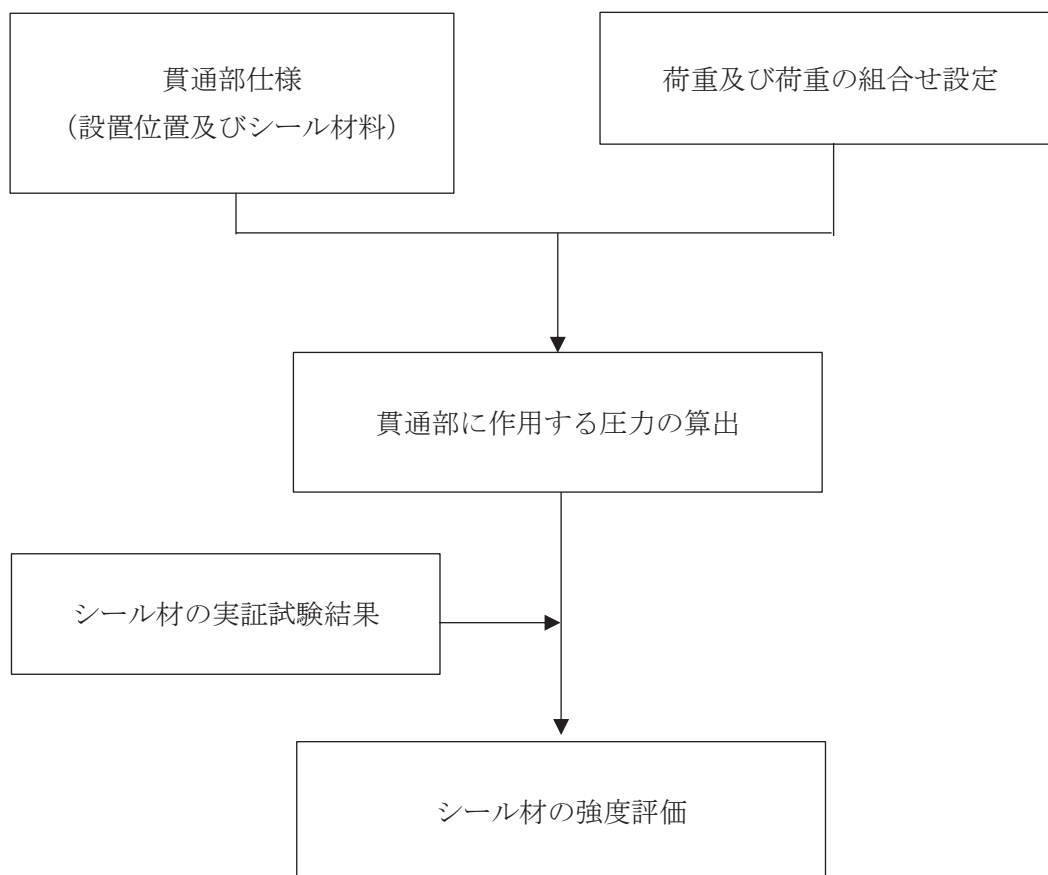 貫通部仕様
（設置位置及びシール材料）
荷重及び荷重の組合せ設定
貫通部に作用する圧力の算出
シール材の実証試験結果
シール材の強度評価